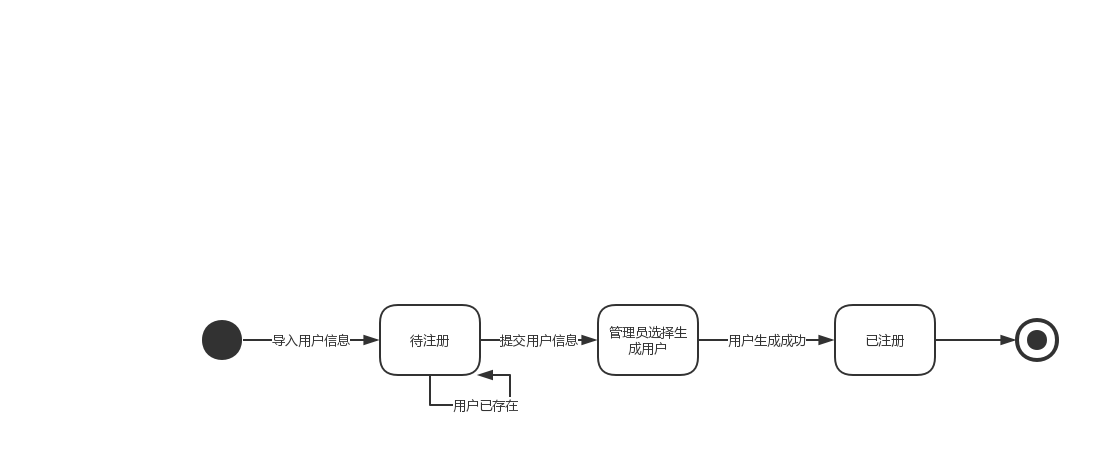 导入用户信息
待注册
提交用户信息
管理员选择生
成用户
用户生成成功
已注册
用户已存在